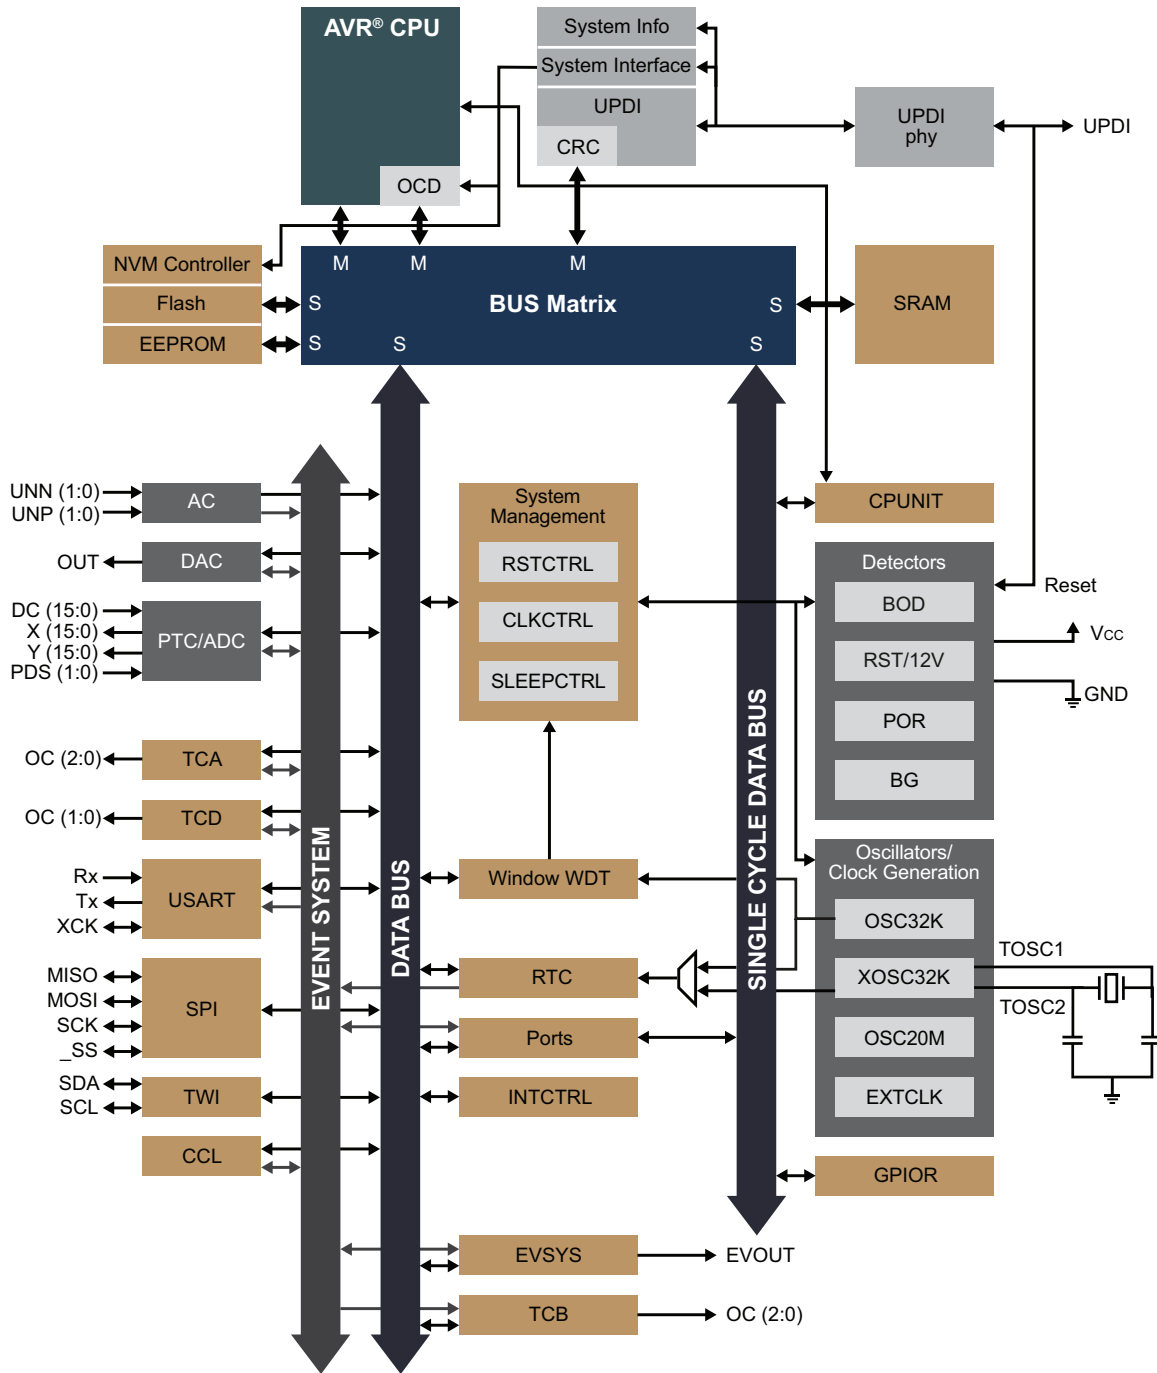 AVR® CPU
OCD
System Info
System Interface
UPDI
CRC
UPDI
phy
UPDI
NVM Controller
Flash
EEPROM
M
M
M
S
S
S
S
S
BUS Matrix
SRAM
UNN (1:0)
UNP (1:0)
AC
OUT
DAC
DC (15:0)
X (15:0)
Y (15:0)
PDS (1:0)
PTC/ADC
OC (2:0)
TCA
OC (1:0)
TCD
Rx
Tx
XCK
USART
MISO
MOSI
SCK
_SS
SPI
SDA
SCL
TWI
CCL
EVENT SYSTEM
DATA BUS
System
Management
RSTCTRL
CLKCTRL
SLEEPCTRL
Window WDT
RTC
Ports
INTCTRL
EVSYS
EVOUT
TCB
OC (2:0)
SINGLE CYCLE DATA BUS
CPUNIT
Detectors
BOD
RST/12V
POR
BG
Reset
Vcc
GND
Oscillators/
Clock Generation
OSC32K
XOSC32K
OSC20M
EXTCLK
TOSC1
TOSC2
GPIOR